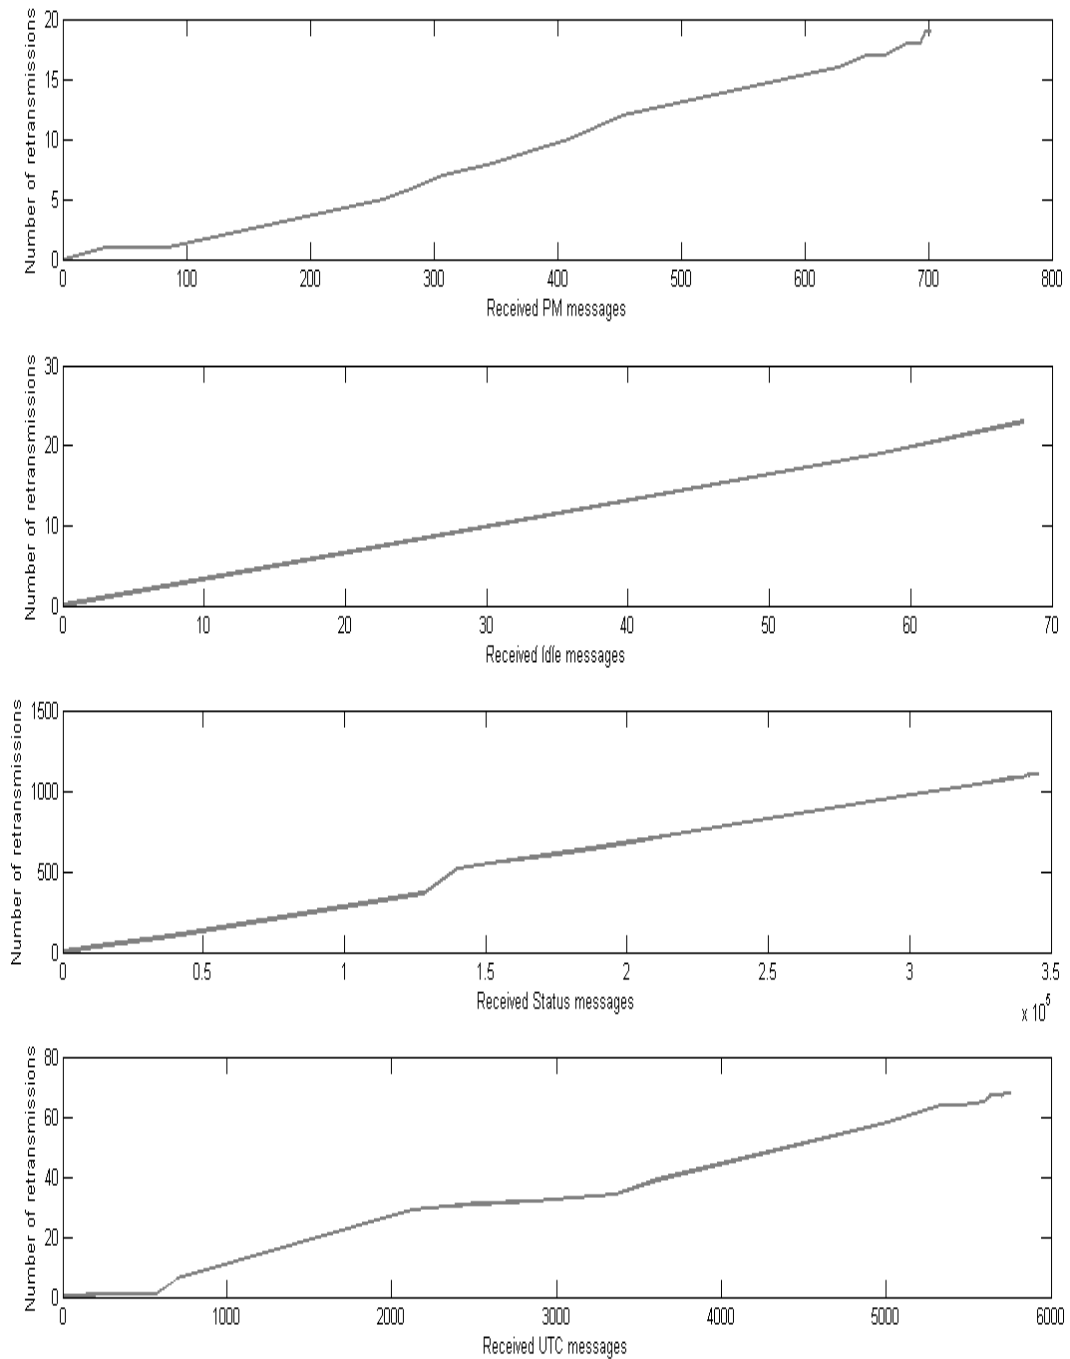 Number of retransmissions
20
15
10
5
0
0 100 200 300 400 500 600 700 800
Received PM messages
Number of retransmissions
30
20
10
0
0 10 20 30 40 50 60 70
Received Idle messages
Number of retransmissions
1500
1000
500
0
0 0.5 1 1.5 2 2.5 3 3.5
Received Status messages
x 10^5
Number of retransmissions
80
60
40
20
0
0 1000 2000 3000 4000 5000 6000
Received UTC messages